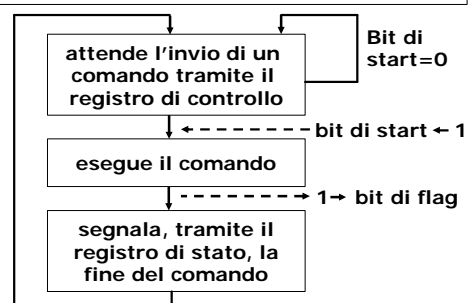 attende l'invio di un
comando tramite il
registro di controllo
Bit di
start=0
bit di start ← 1
esegue il comando
1→ bit di flag
segnala, tramite il
registro di stato, la
fine del comando